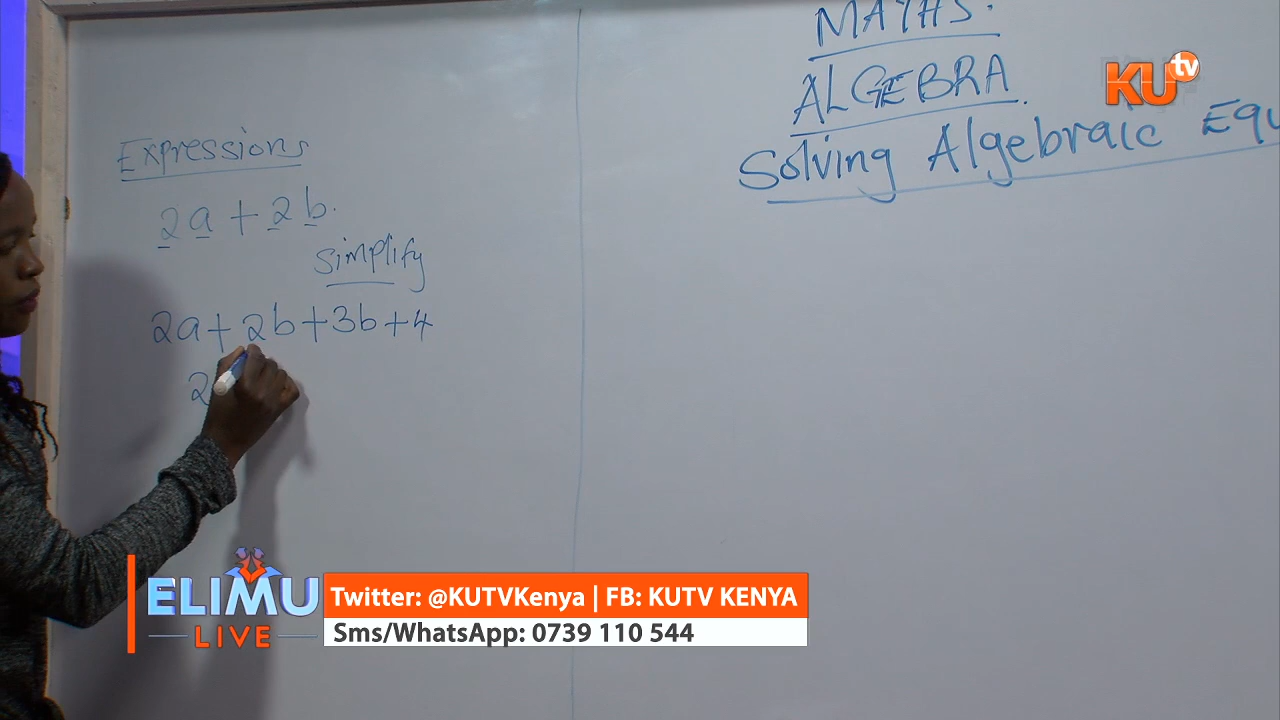 MATHS.
ALGEBRA.
Solving Algebraic Equ
KU tv
Expressions
2a + 2b.
Simplify
2a + 2b + 3b + 4
2
ELIMU
LIVE
Twitter: @KUTVKenya | FB: KUTV KENYA
Sms/WhatsApp: 0739 110 544